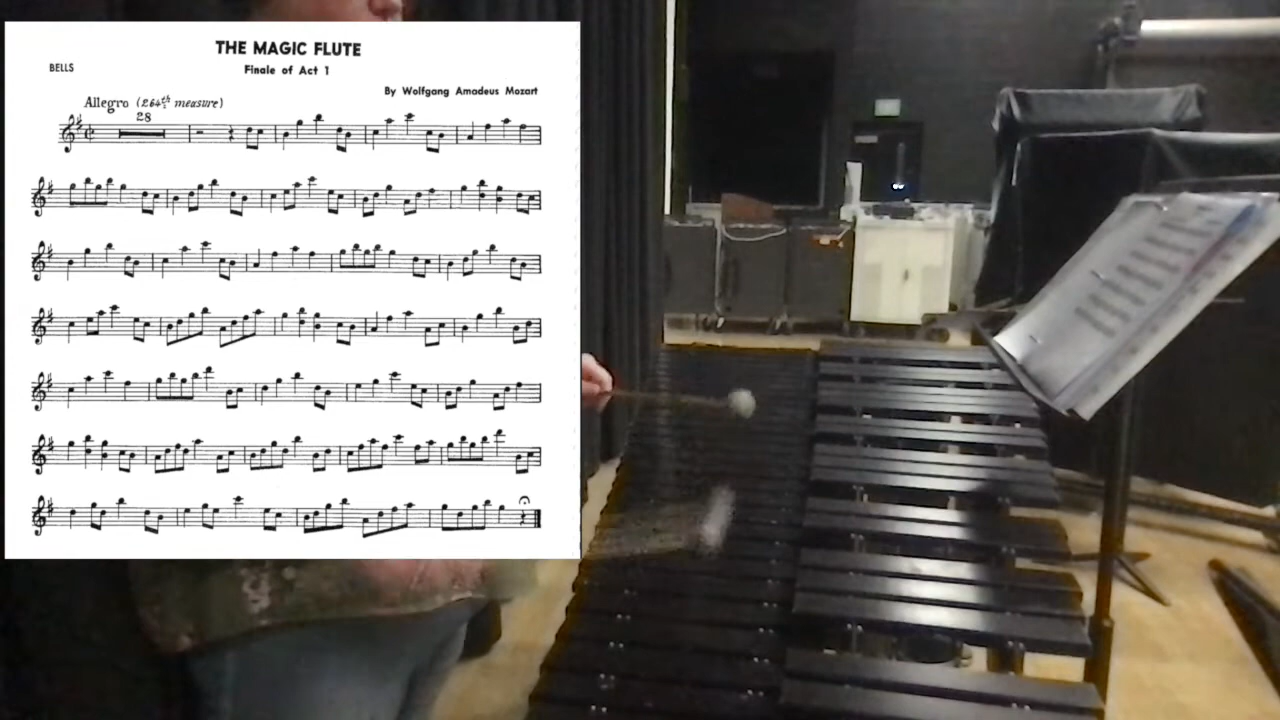 THE MAGIC FLUTE
BELLS
Finale of Act 1
By Wolfgang Amadeus Mozart
Allegro (264th measure)
28